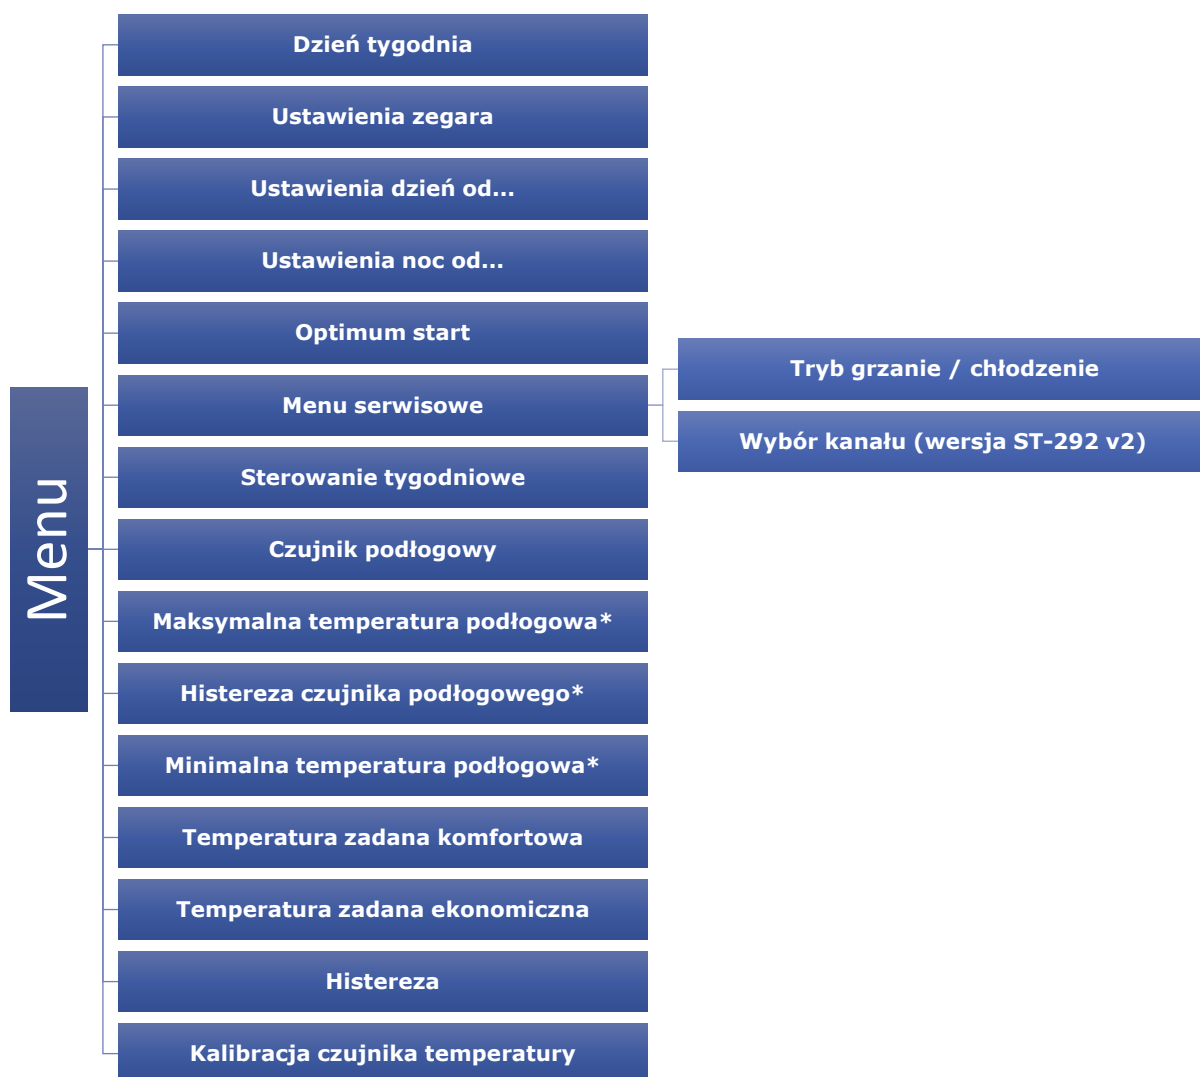 Menu
Dzień tygodnia
Ustawienia zegara
Ustawienia dzień od...
Ustawienia noc od...
Optimum start
Menu serwisowe
Tryb grzanie / chłodzenie
Wybór kanału (wersja ST-292 v2)
Sterowanie tygodniowe
Czujnik podłogowy
Maksymalna temperatura podłogowa*
Histereza czujnika podłogowego*
Minimalna temperatura podłogowa*
Temperatura zadana komfortowa
Temperatura zadana ekonomiczna
Histereza
Kalibracja czujnika temperatury